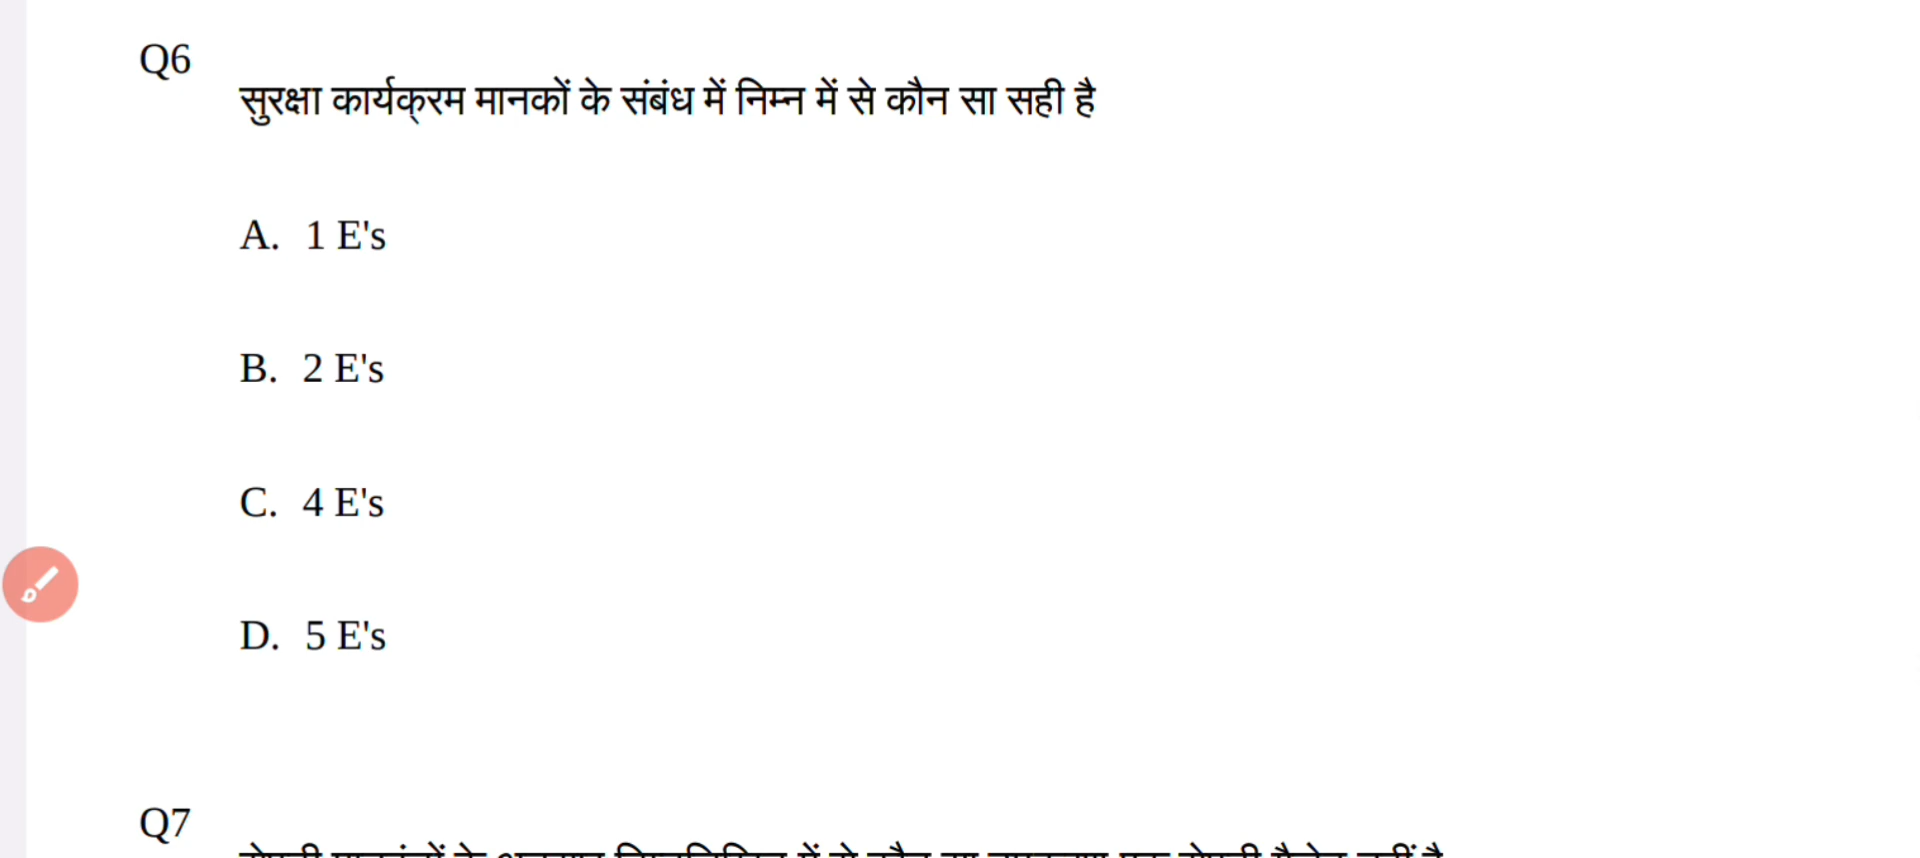 Q6
सुरक्षा कार्यक्रम मानकों के संबंध में निम्न में से कौन सा सही है
A. 1 E's
B. 2 E's
C. 4 E's
D. 5 E's
Q7